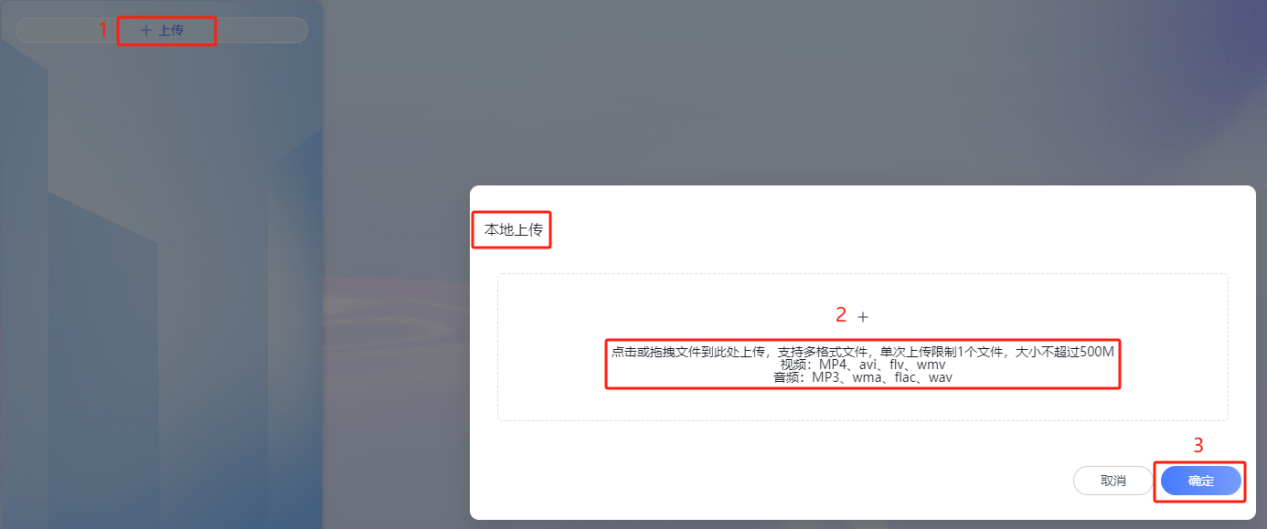 1 + 上传
本地上传
2 +
点击或拖拽文件到此处上传，支持多格式文件，单次上传限制1个文件，大小不超过500M
视频：MP4、avi、flv、wmv
音频：MP3、wma、flac、wav
3
取消 确定